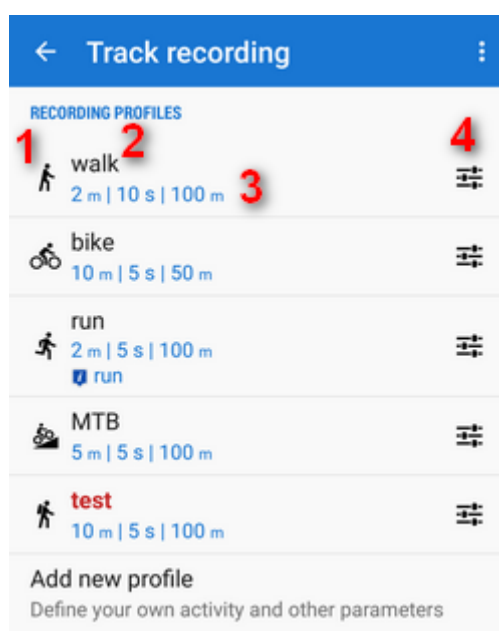 Track recording
RECORDING PROFILES
1 2 4
walk
2 m | 10 s | 100 m 3
bike
10 m | 5 s | 50 m
run
2 m | 5 s | 100 m
run
MTB
5 m | 5 s | 100 m
test
10 m | 5 s | 100 m
Add new profile
Define your own activity and other parameters